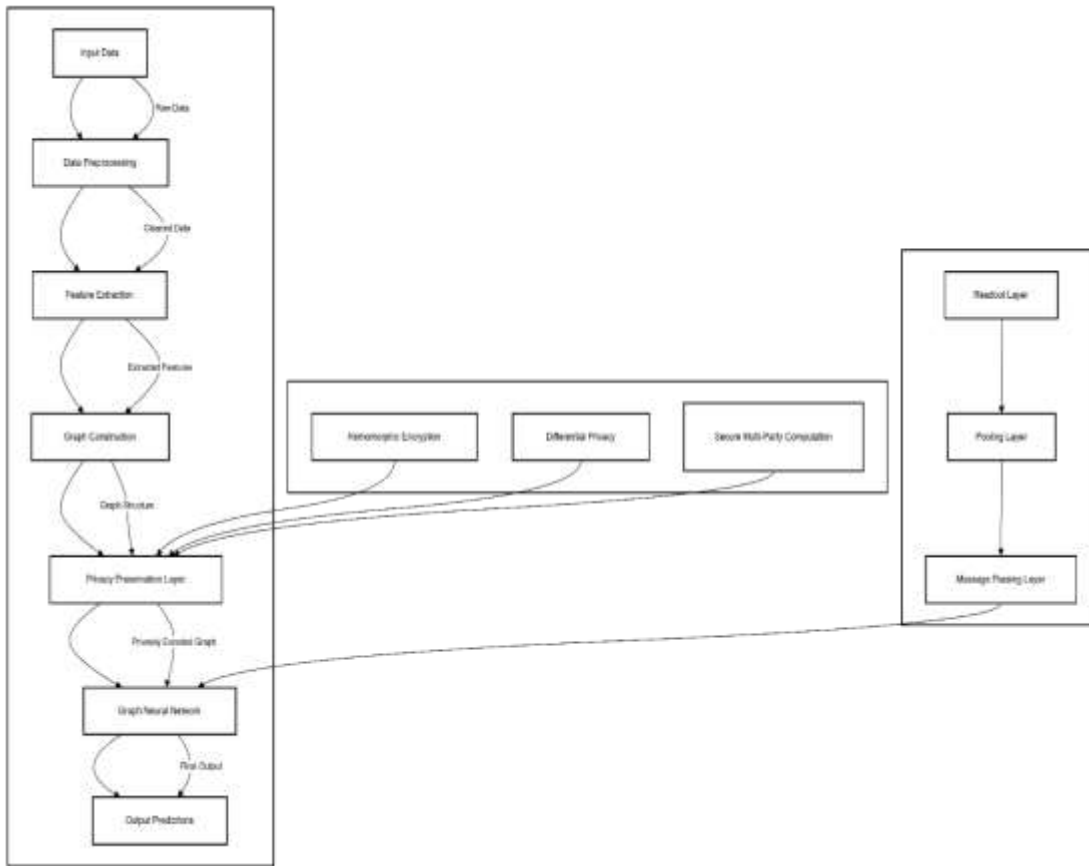 Input Data
Raw Data
Data Preprocessing
Cleaned Data
Feature Extraction
Extracted Features
Graph Construction
Graph Structure
Privacy Preservation Layer
Privacy Encoded Graph
Graph Neural Network
Final Output
Output Predictions
Homomorphic Encryption
Differential Privacy
Secure Multi-Party Computation
Readout Layer
Pooling Layer
Message Passing Layer